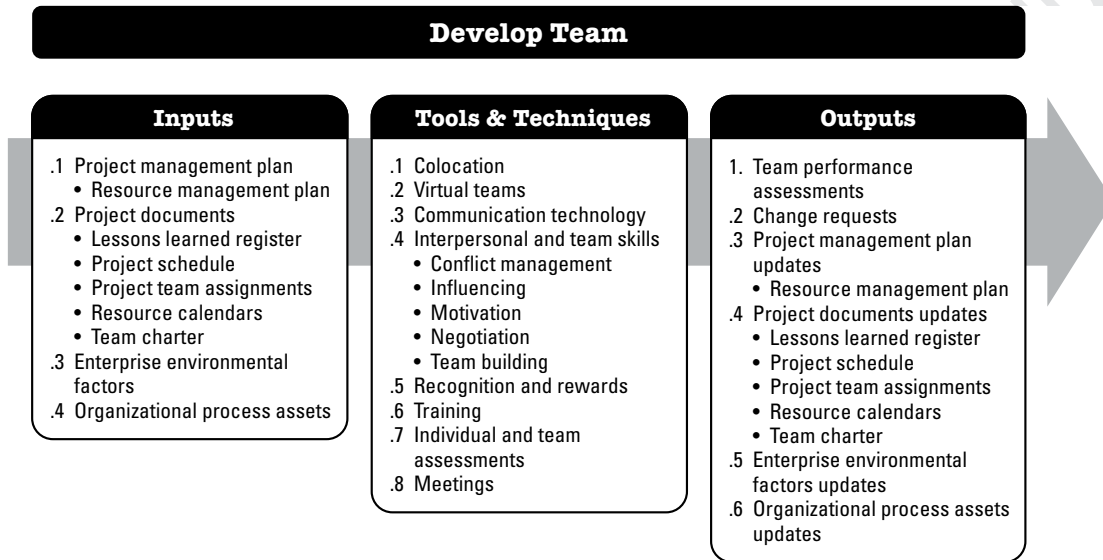 Develop Team
Inputs
.1 Project management plan
• Resource management plan
.2 Project documents
• Lessons learned register
• Project schedule
• Project team assignments
• Resource calendars
• Team charter
.3 Enterprise environmental
factors
.4 Organizational process assets
Tools & Techniques
.1 Colocation
.2 Virtual teams
.3 Communication technology
.4 Interpersonal and team skills
• Conflict management
• Influencing
• Motivation
• Negotiation
• Team building
.5 Recognition and rewards
.6 Training
.7 Individual and team
assessments
.8 Meetings
Outputs
1. Team performance
assessments
.2 Change requests
.3 Project management plan
updates
• Resource management plan
.4 Project documents updates
• Lessons learned register
• Project schedule
• Project team assignments
• Resource calendars
• Team charter
.5 Enterprise environmental
factors updates
.6 Organizational process assets
updates